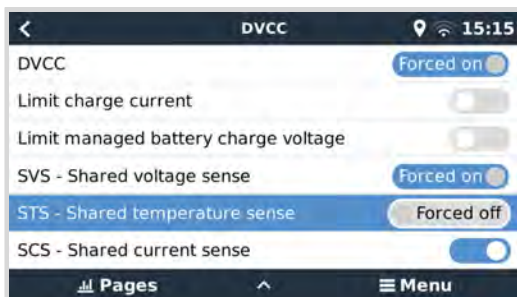 DVCC 15:15
DVCC Forced on
Limit charge current
Limit managed battery charge voltage
SVS - Shared voltage sense Forced on
STS - Shared temperature sense Forced off
SCS - Shared current sense
Pages Menu